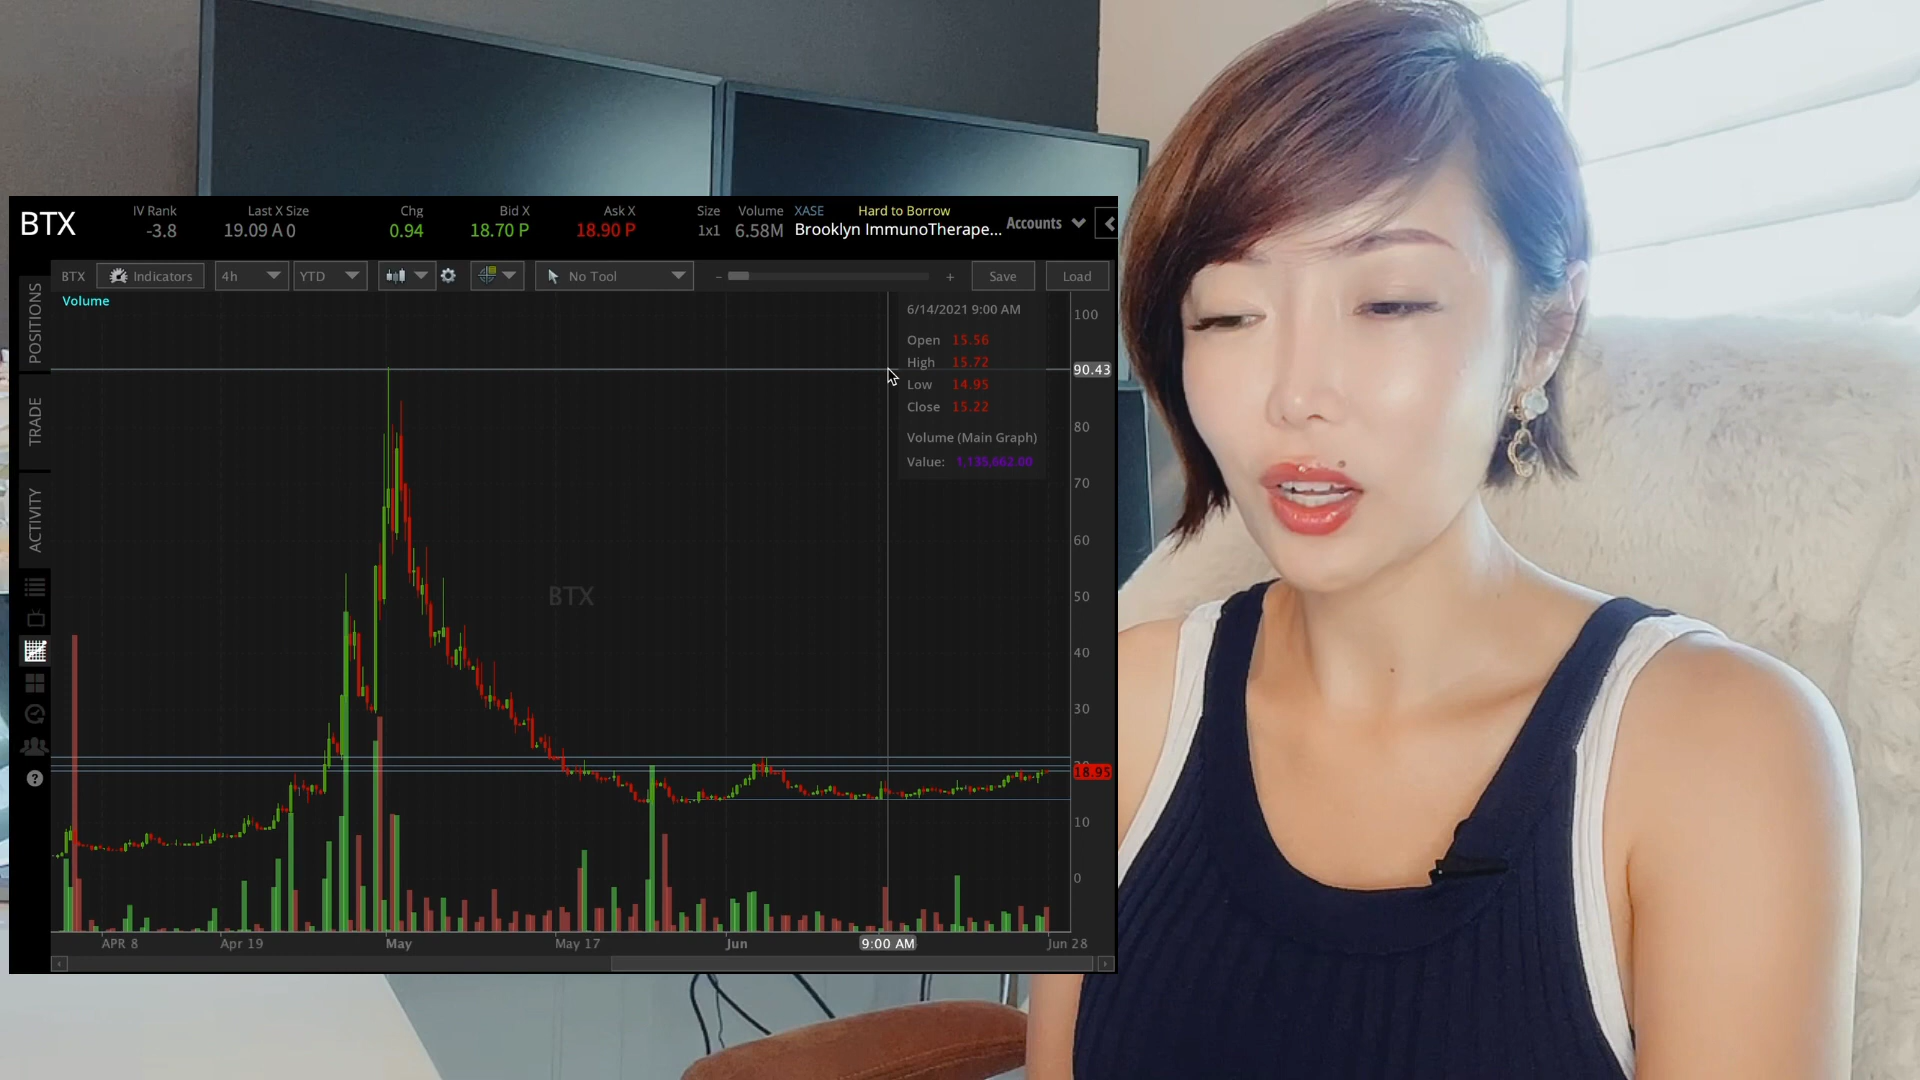 BTX
IV Rank
-3.8
Last X Size
19.09 A 0
Chg
0.94
Bid X
18.70 P
Ask X
18.90 P
Size
1x1
Volume
6.58M
XASE
Hard to Borrow
Brooklyn ImmunoTherape...
Accounts
BTX
Indicators
4h
YTD
No Tool
-
+
Save
Load
POSITIONS
TRADE
ACTIVITY
?
Volume
6/14/2021 9:00 AM
Open 15.56
High 15.72
Low 14.95
Close 15.22
Volume (Main Graph)
Value: 1,135,662.00
BTX
100
90.43
80
70
60
50
40
30
18.95
10
0
APR 8
Apr 19
May
May 17
Jun
9:00 AM
Jun 28